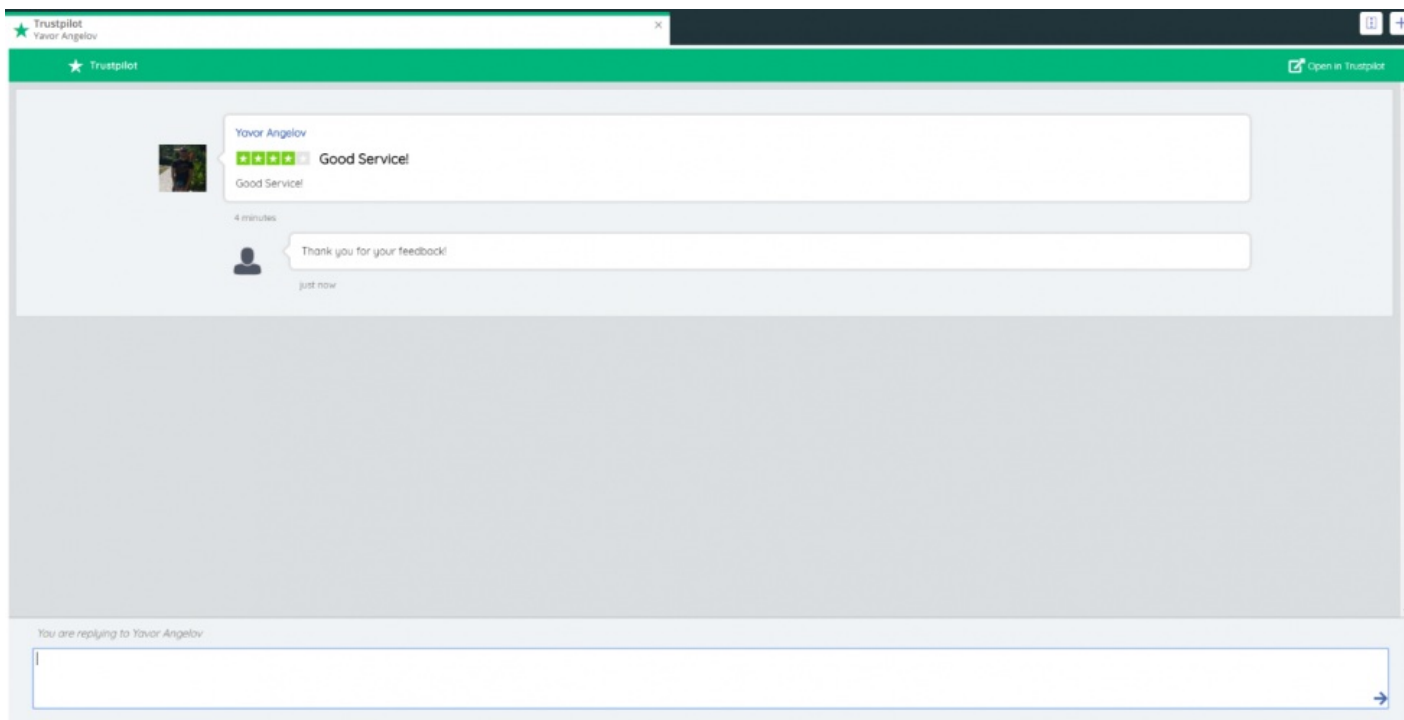 Trustpilot
Yavor Angelov
Trustpilot
Open in Trustpilot
Yavor Angelov
Good Service!
Good Service!
4 minutes
Thank you for your feedback!
just now
You are replying to Yavor Angelov